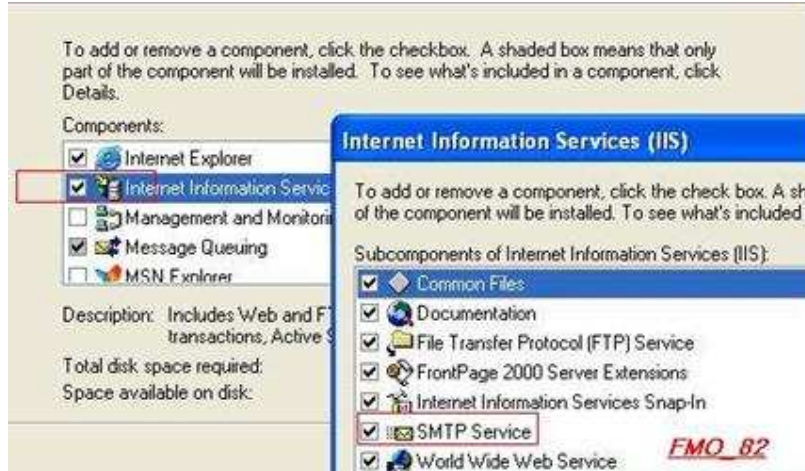 To add or remove a component, click the checkbox. A shaded box means that only
part of the component will be installed. To see what's included in a component, click
Details.
Components:
Internet Explorer
Internet Information Servic
Management and Monitori
Message Queuing
MSN Explorer
Description: Includes Web and F
transactions, Active
Total disk space required:
Space available on disk:
Internet Information Services (IIS)
To add or remove a component, click the check box. A sh
of the component will be installed. To see what's included
Subcomponents of Internet Information Services (IIS):
Common Files
Documentation
File Transfer Protocol (FTP) Service
FrontPage 2000 Server Extensions
Internet Information Services Snap-In
SMTP Service
World Wide Web Service
FMO_82